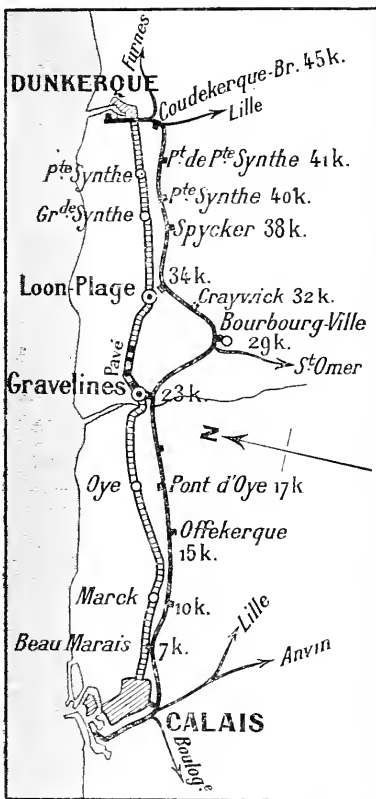 Furnes
DUNKERQUE
Coudekerque-Br. 45k.
Lille
Pt de Pte Synthe 41k.
Pte Synthe
Pte Synthe 40k.
Grde Synthe
Spycker 38k.
34k.
Loon-Plage
Craywick 32k.
Bourbourg-Ville
29k.
Pavé
St Omer
Gravelines
23k.
N
Oye
Pont d'Oye 17k
Offekerque
15k.
Marck
10k.
Lille
Beau Marais
7k.
Anvin
CALAIS
Boulog.e